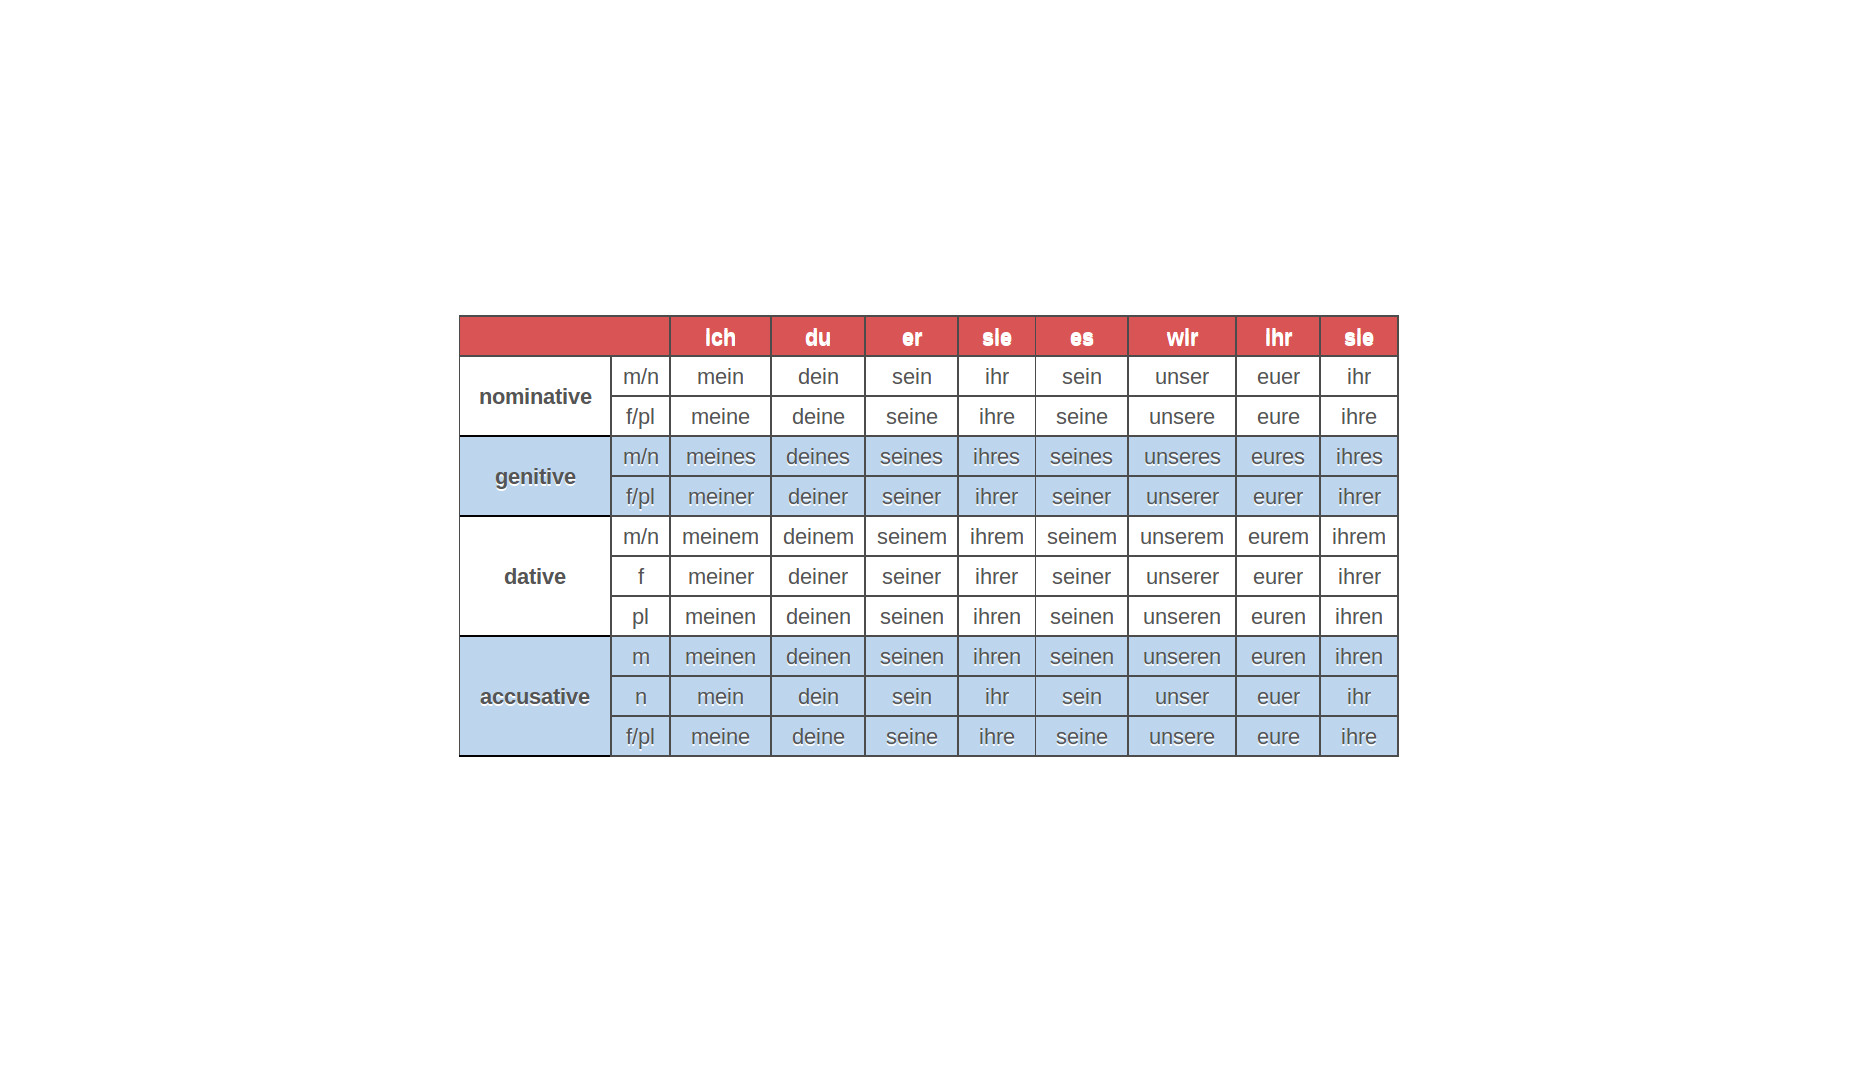 ich du er sie es wir ihr sie
nominative m/n mein dein sein ihr sein unser euer ihr
f/pl meine deine seine ihre seine unsere eure ihre
genitive m/n meines deines seines ihres seines unseres eures ihres
f/pl meiner deiner seiner ihrer seiner unserer eurer ihrer
dative m/n meinem deinem seinem ihrem seinem unserem eurem ihrem
f meiner deiner seiner ihrer seiner unserer eurer ihrer
pl meinen deinen seinen ihren seinen unseren euren ihren
accusative m meinen deinen seinen ihren seinen unseren euren ihren
n mein dein sein ihr sein unser euer ihr
f/pl meine deine seine ihre seine unsere eure ihre